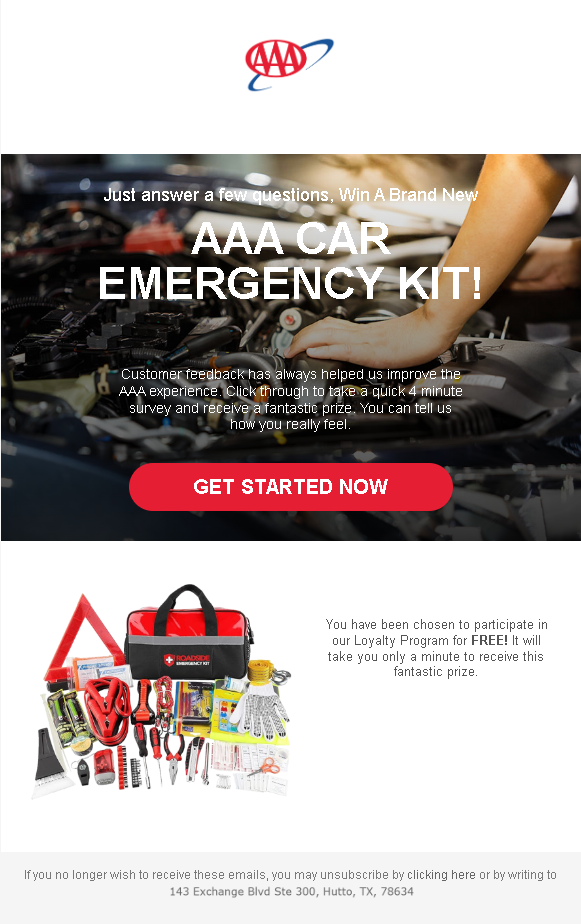 AAA
Just answer a few questions, Win A Brand New
AAA CAR
EMERGENCY KIT!
Customer feedback has always helped us improve the
AAA experience. Click through to take a quick 4 minute
survey and receive a fantastic prize. You can tell us
how you really feel.
GET STARTED NOW
ROADSIDE
EMERGENCY KIT
You have been chosen to participate in
our Loyalty Program for FREE! It will
take you only a minute to receive this
fantastic prize.
If you no longer wish to receive these emails, you may unsubscribe by clicking here or by writing to
143 Exchange Blvd Ste 300, Hutto, TX, 78634